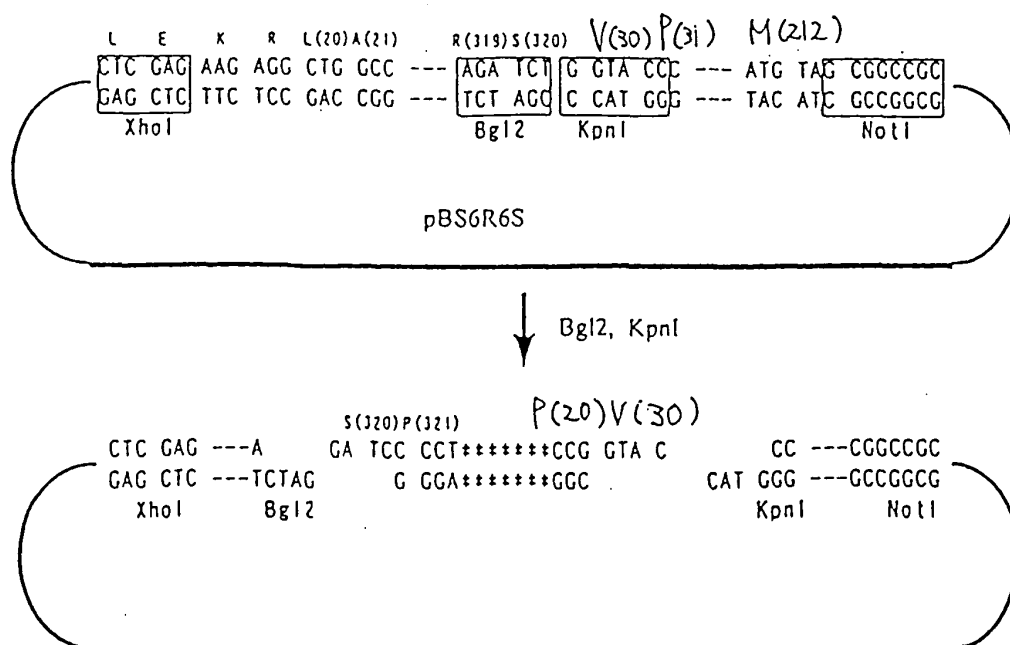 L E K R L(20)A(21) R(319)S(320) V(30)P(31) M(212)
CTC GAG AAG AGG CTG GCC --- AGA TCT G GTA CCC --- ATG TAG CGGCCGC
GAG CTC TTC TCC GAC CGG --- TCT AGC C CAT GGG --- TAC ATC CGCCGGCG
XhoI Bgl2 KpnI NotI
pBS6R6S
Bgl2, KpnI
S(320)P(321) P(20)V(30)
CTC GAG ---A GA TCC CCT‡‡‡‡‡‡‡CCG GTA C CC ---CGGCCGC
GAG CTC ---TCTAG G GGA‡‡‡‡‡‡‡GGC CAT GGG ---GCCGGCG
XhoI Bgl2 KpnI NotI